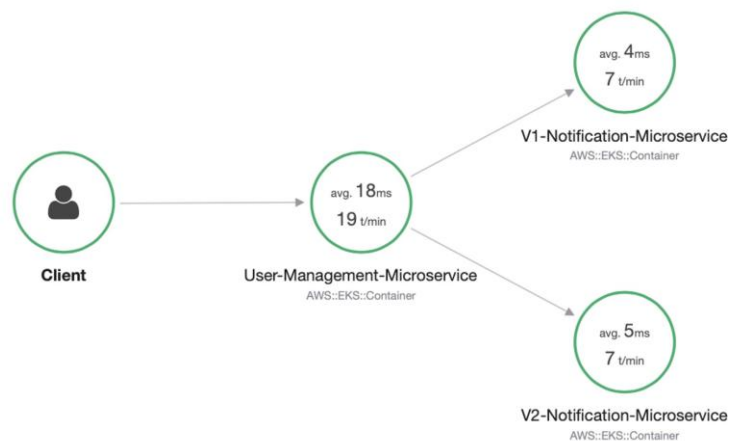 avg. 4ms
7 t/min
V1-Notification-Microservice
AWS::EKS::Container
Client
avg. 18ms
19 t/min
User-Management-Microservice
AWS::EKS::Container
avg. 5ms
7 t/min
V2-Notification-Microservice
AWS::EKS::Container